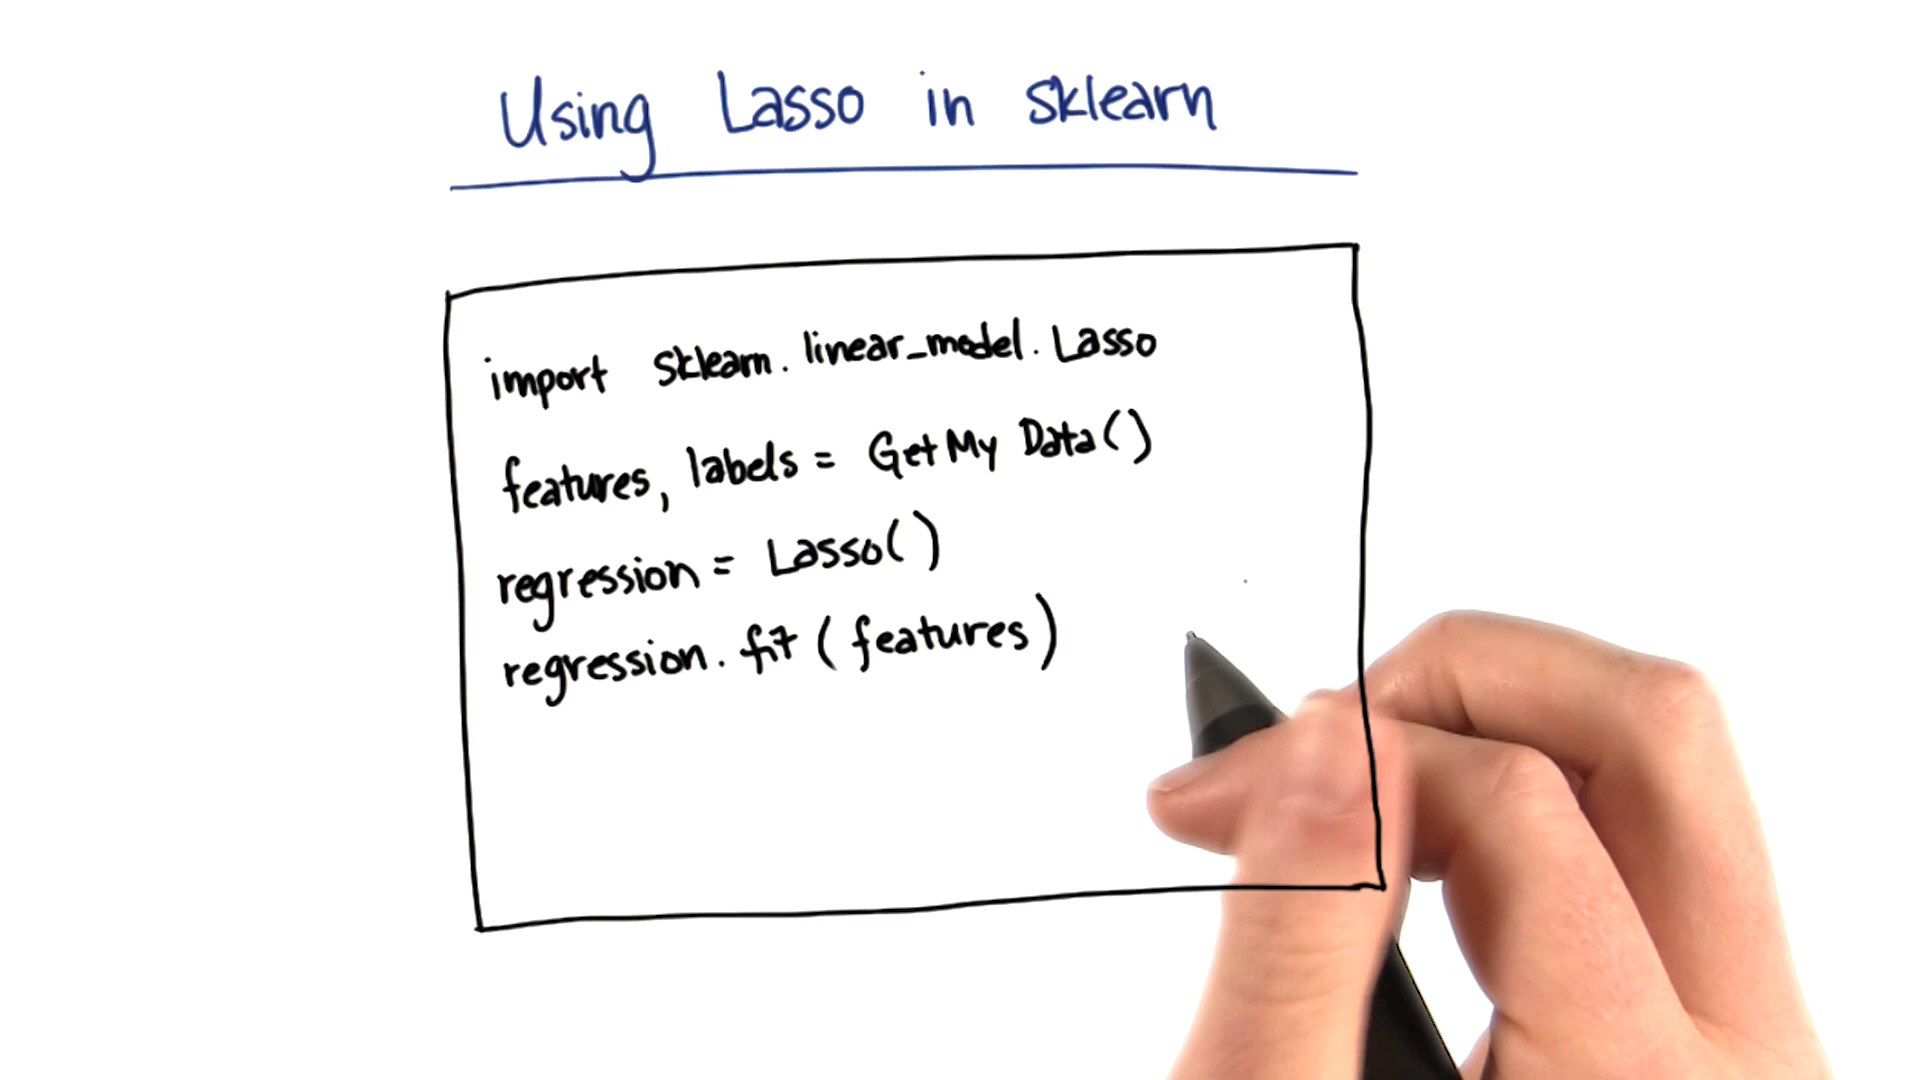 Using Lasso in sklearn
import sklearn.linear_model.Lasso
features, labels = GetMyData()
regression = Lasso()
regression.fit(features)